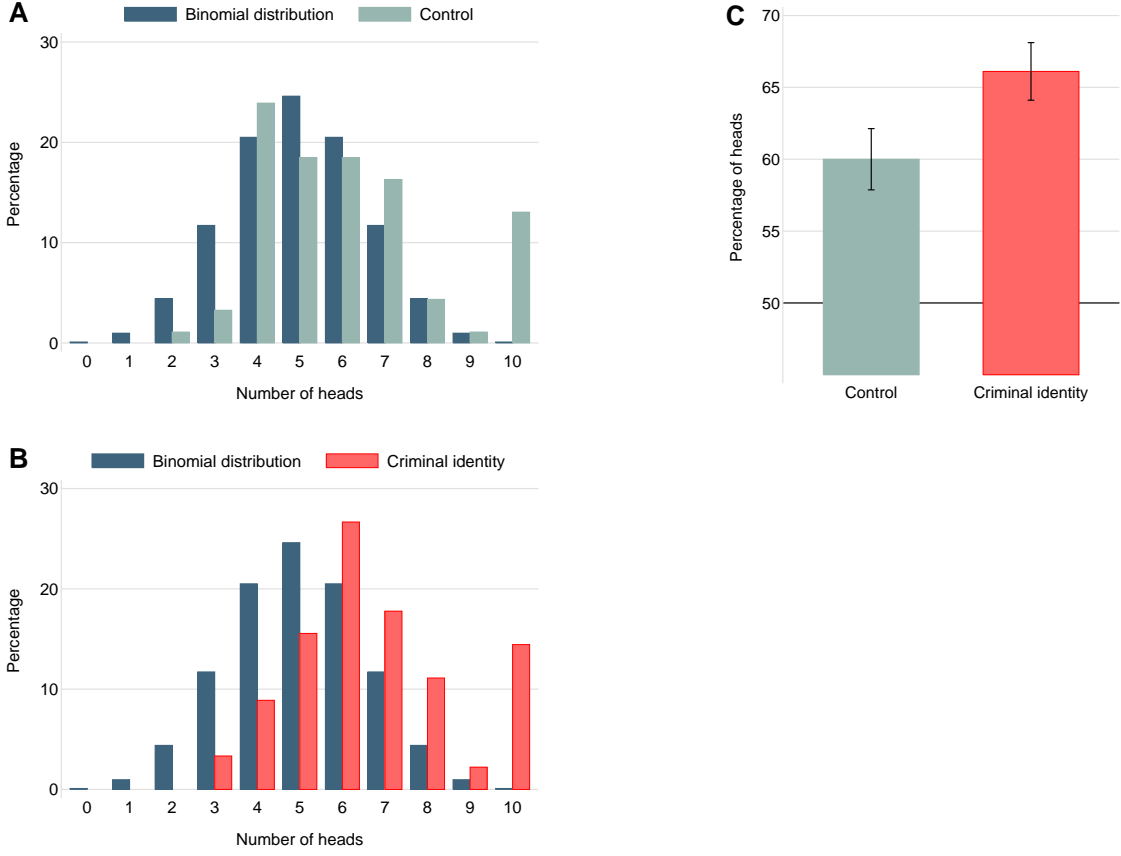 A
Binomial distribution Control
30
20
10
0
Percentage
0 1 2 3 4 5 6 7 8 9 10
Number of heads
B
Binomial distribution Criminal identity
30
20
10
0
Percentage
0 1 2 3 4 5 6 7 8 9 10
Number of heads
C
70
65
60
55
50
Percentage of heads
Control Criminal identity